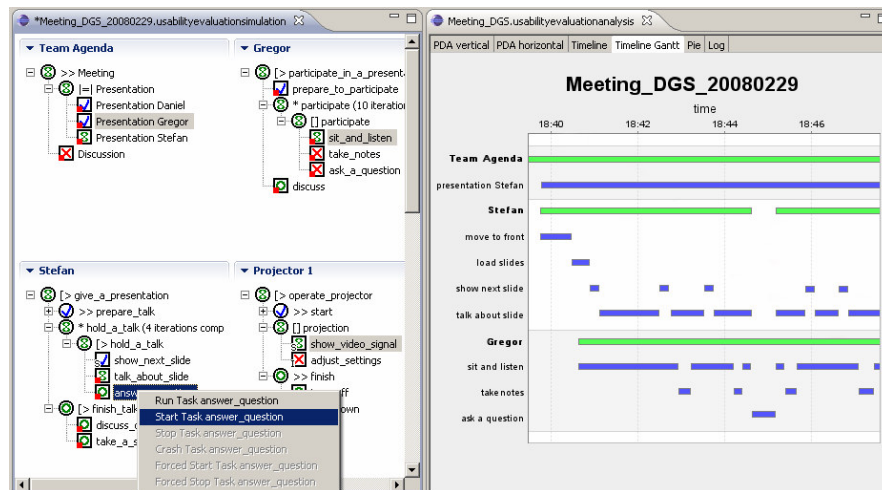 *Meeting_DGS_20080229.usabilityevaluationsimulation
Team Agenda
>> Meeting
|=| Presentation
Presentation Daniel
Presentation Gregor
Presentation Stefan
Discussion
Gregor
[> participate_in_a_present
prepare_to_participate
* participate (10 iteration
[] participate
sit_and_listen
take_notes
ask_a_question
discuss
Stefan
[> give_a_presentation
>> prepare_talk
* hold_a_talk (4 iterations comp
[> hold_a_talk
show_next_slide
talk_about_slide
answ
[> finish_talk
discuss_
take_a_s
Projector 1
[> operate_projector
>> start
[] projection
show_video_signal
adjust_settings
>> finish
Run Task answer_question
Start Task answer_question
Stop Task answer_question
Crash Task answer_question
Forced Start Task answer_question
Forced Stop Task answer_question
Meeting_DGS.usabilityevaluationanalysis
PDA vertical PDA horizontal Timeline Timeline Gantt Pie Log
Meeting_DGS_20080229
time
18:40 18:42 18:44 18:46
Team Agenda
presentation Stefan
Stefan
move to front
load slides
show next slide
talk about slide
Gregor
sit and listen
take notes
ask a question